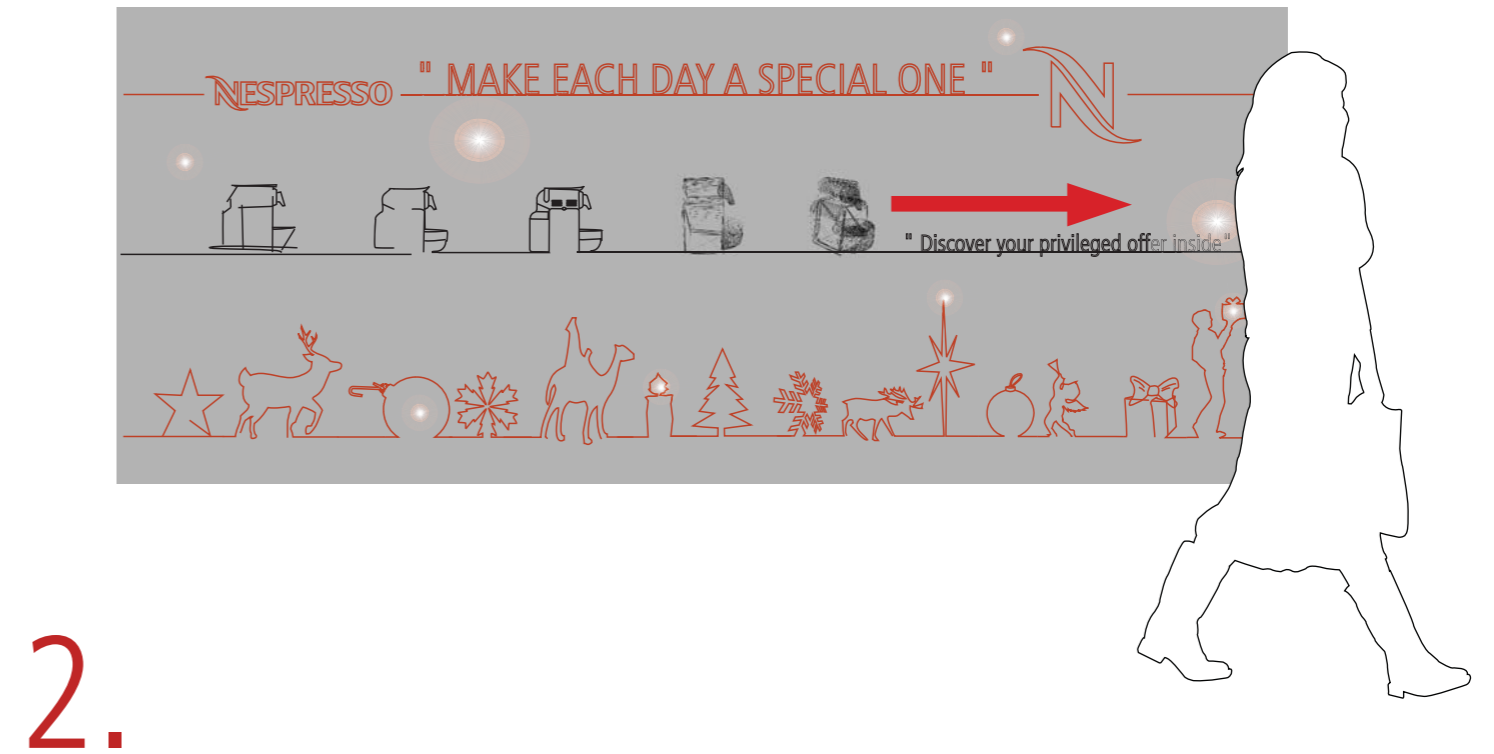 NESPRESSO " MAKE EACH DAY A SPECIAL ONE " N
" Discover your privileged offer inside "
2.